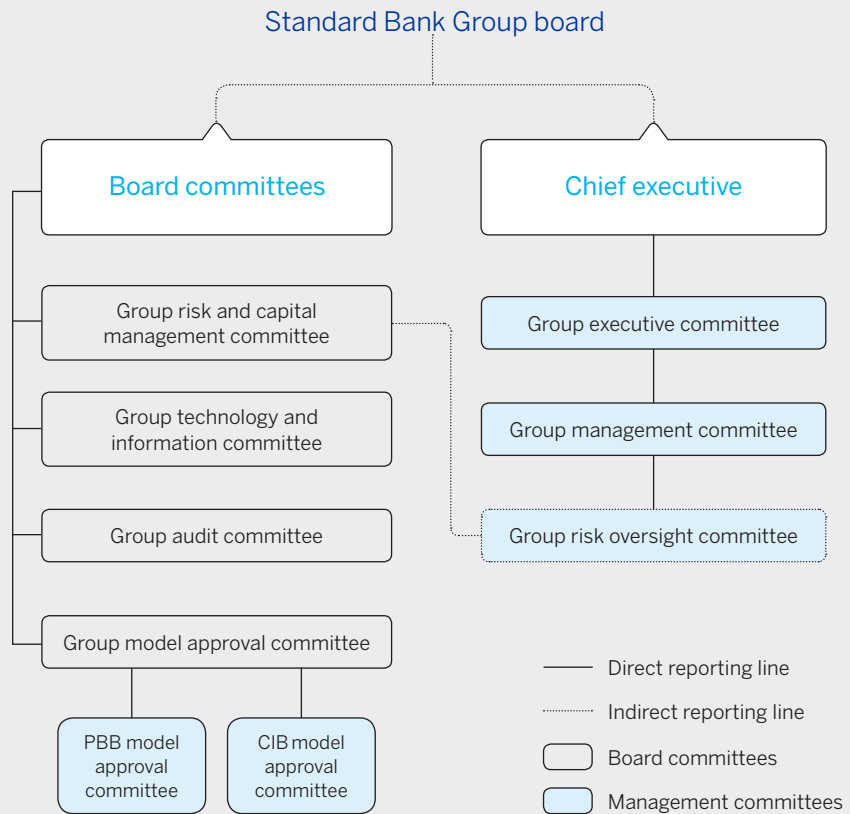 Standard Bank Group board
Board committees
Chief executive
Group risk and capital
management committee
Group technology and
information committee
Group audit committee
Group model approval committee
PBB model
approval
committee
CIB model
approval
committee
Group executive committee
Group management committee
Group risk oversight committee
Direct reporting line
Indirect reporting line
Board committees
Management committees